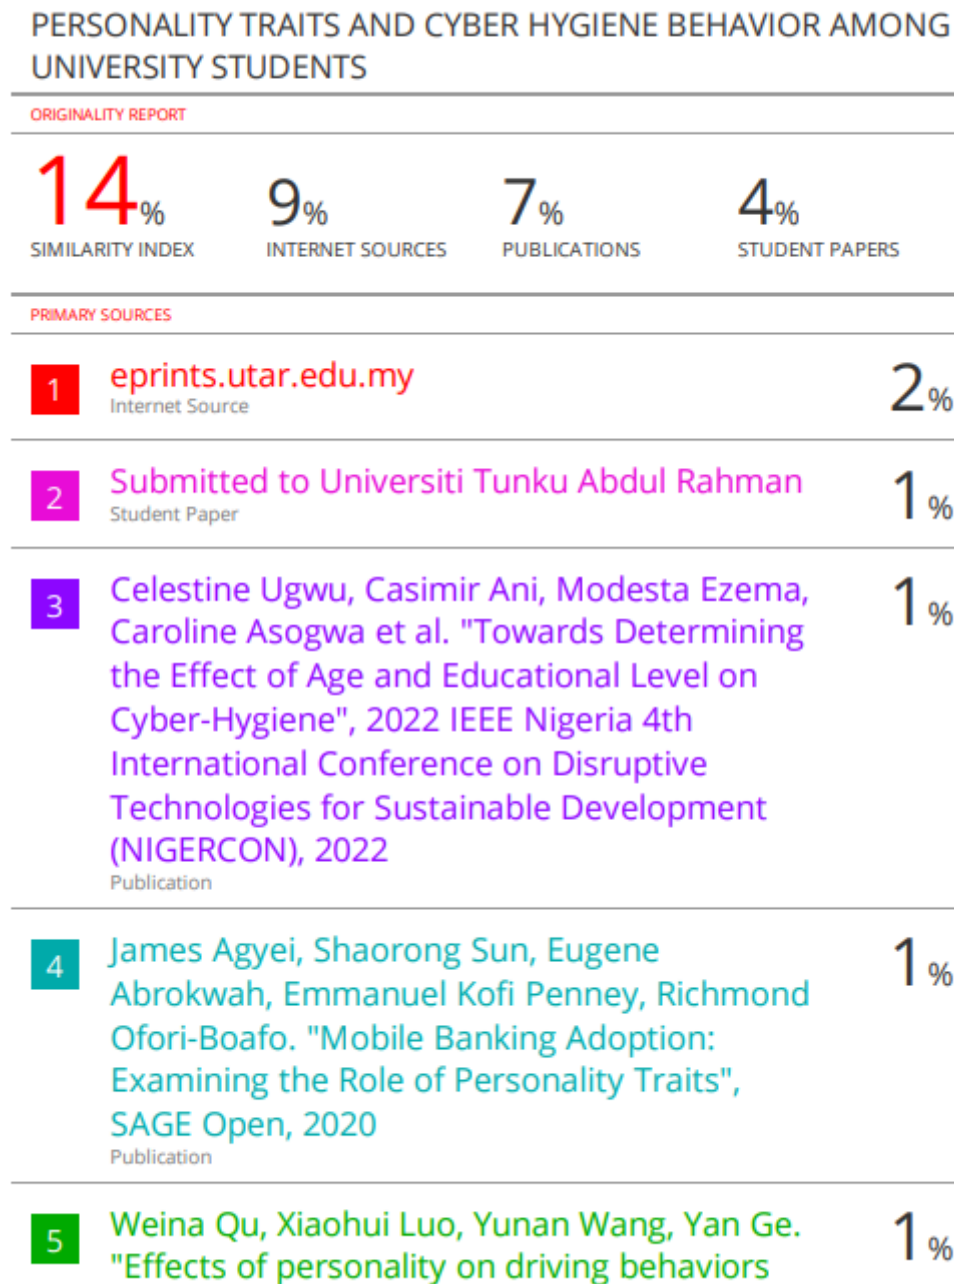 PERSONALITY TRAITS AND CYBER HYGIENE BEHAVIOR AMONG
UNIVERSITY STUDENTS
ORIGINALITY REPORT
14%
SIMILARITY INDEX
9%
INTERNET SOURCES
7%
PUBLICATIONS
4%
STUDENT PAPERS
PRIMARY SOURCES
1
eprints.utar.edu.my
Internet Source
2%
2
Submitted to Universiti Tunku Abdul Rahman
Student Paper
1%
3
Celestine Ugwu, Casimir Ani, Modesta Ezema,
Caroline Asogwa et al. "Towards Determining
the Effect of Age and Educational Level on
Cyber-Hygiene", 2022 IEEE Nigeria 4th
International Conference on Disruptive
Technologies for Sustainable Development
(NIGERCON), 2022
Publication
1%
4
James Agyei, Shaorong Sun, Eugene
Abrokwah, Emmanuel Kofi Penney, Richmond
Ofori-Boafo. "Mobile Banking Adoption:
Examining the Role of Personality Traits",
SAGE Open, 2020
Publication
1%
5
Weina Qu, Xiaohui Luo, Yunan Wang, Yan Ge.
"Effects of personality on driving behaviors
1%